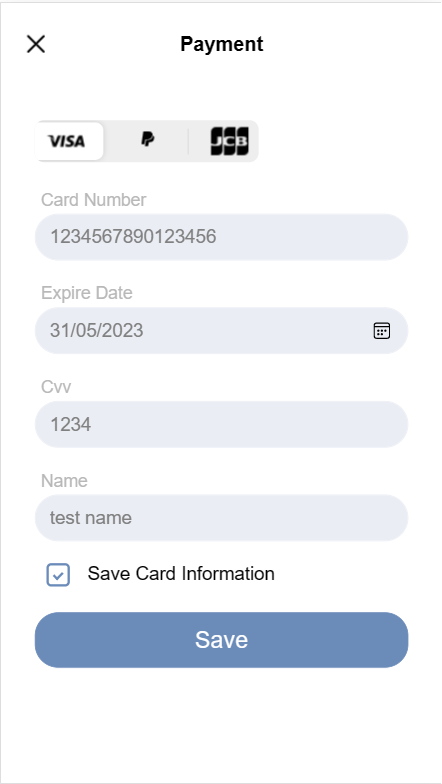 Payment
VISA JCB
Card Number
1234567890123456
Expire Date
31/05/2023
Cvv
1234
Name
test name
Save Card Information
Save